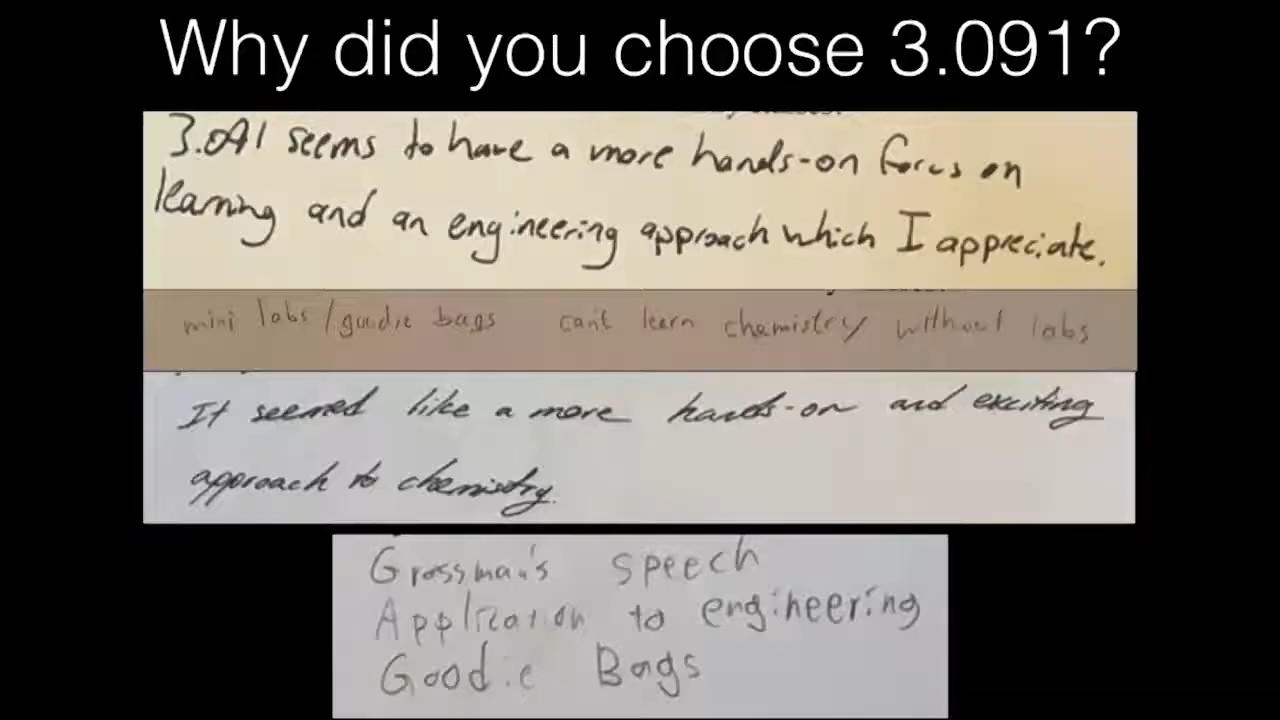 Why did you choose 3.091?
3.091 seems to have a more hands-on focus on
learning and an engineering approach which I appreciate.
mini labs/goodie bags can't learn chemistry without labs
It seemed like a more hands-on and exciting
approach to chemistry.
Grossman's speech
Application to engineering
Goodie Bags